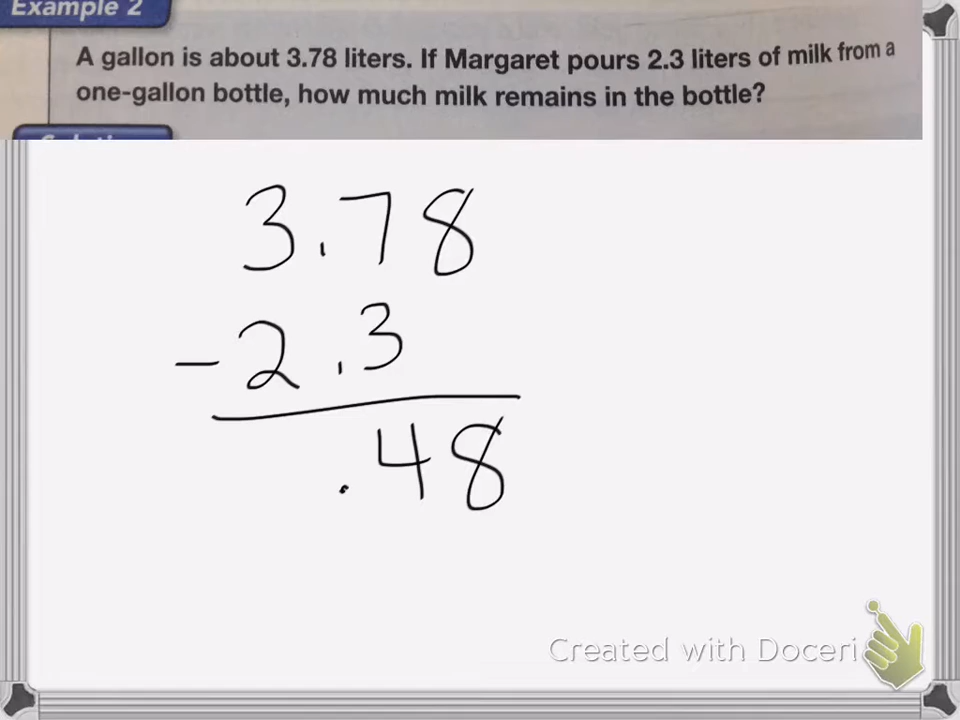 Example 2
A gallon is about 3.78 liters. If Margaret pours 2.3 liters of milk from a
one-gallon bottle, how much milk remains in the bottle?
3.78
- 2.3
.48
Created with Doceri